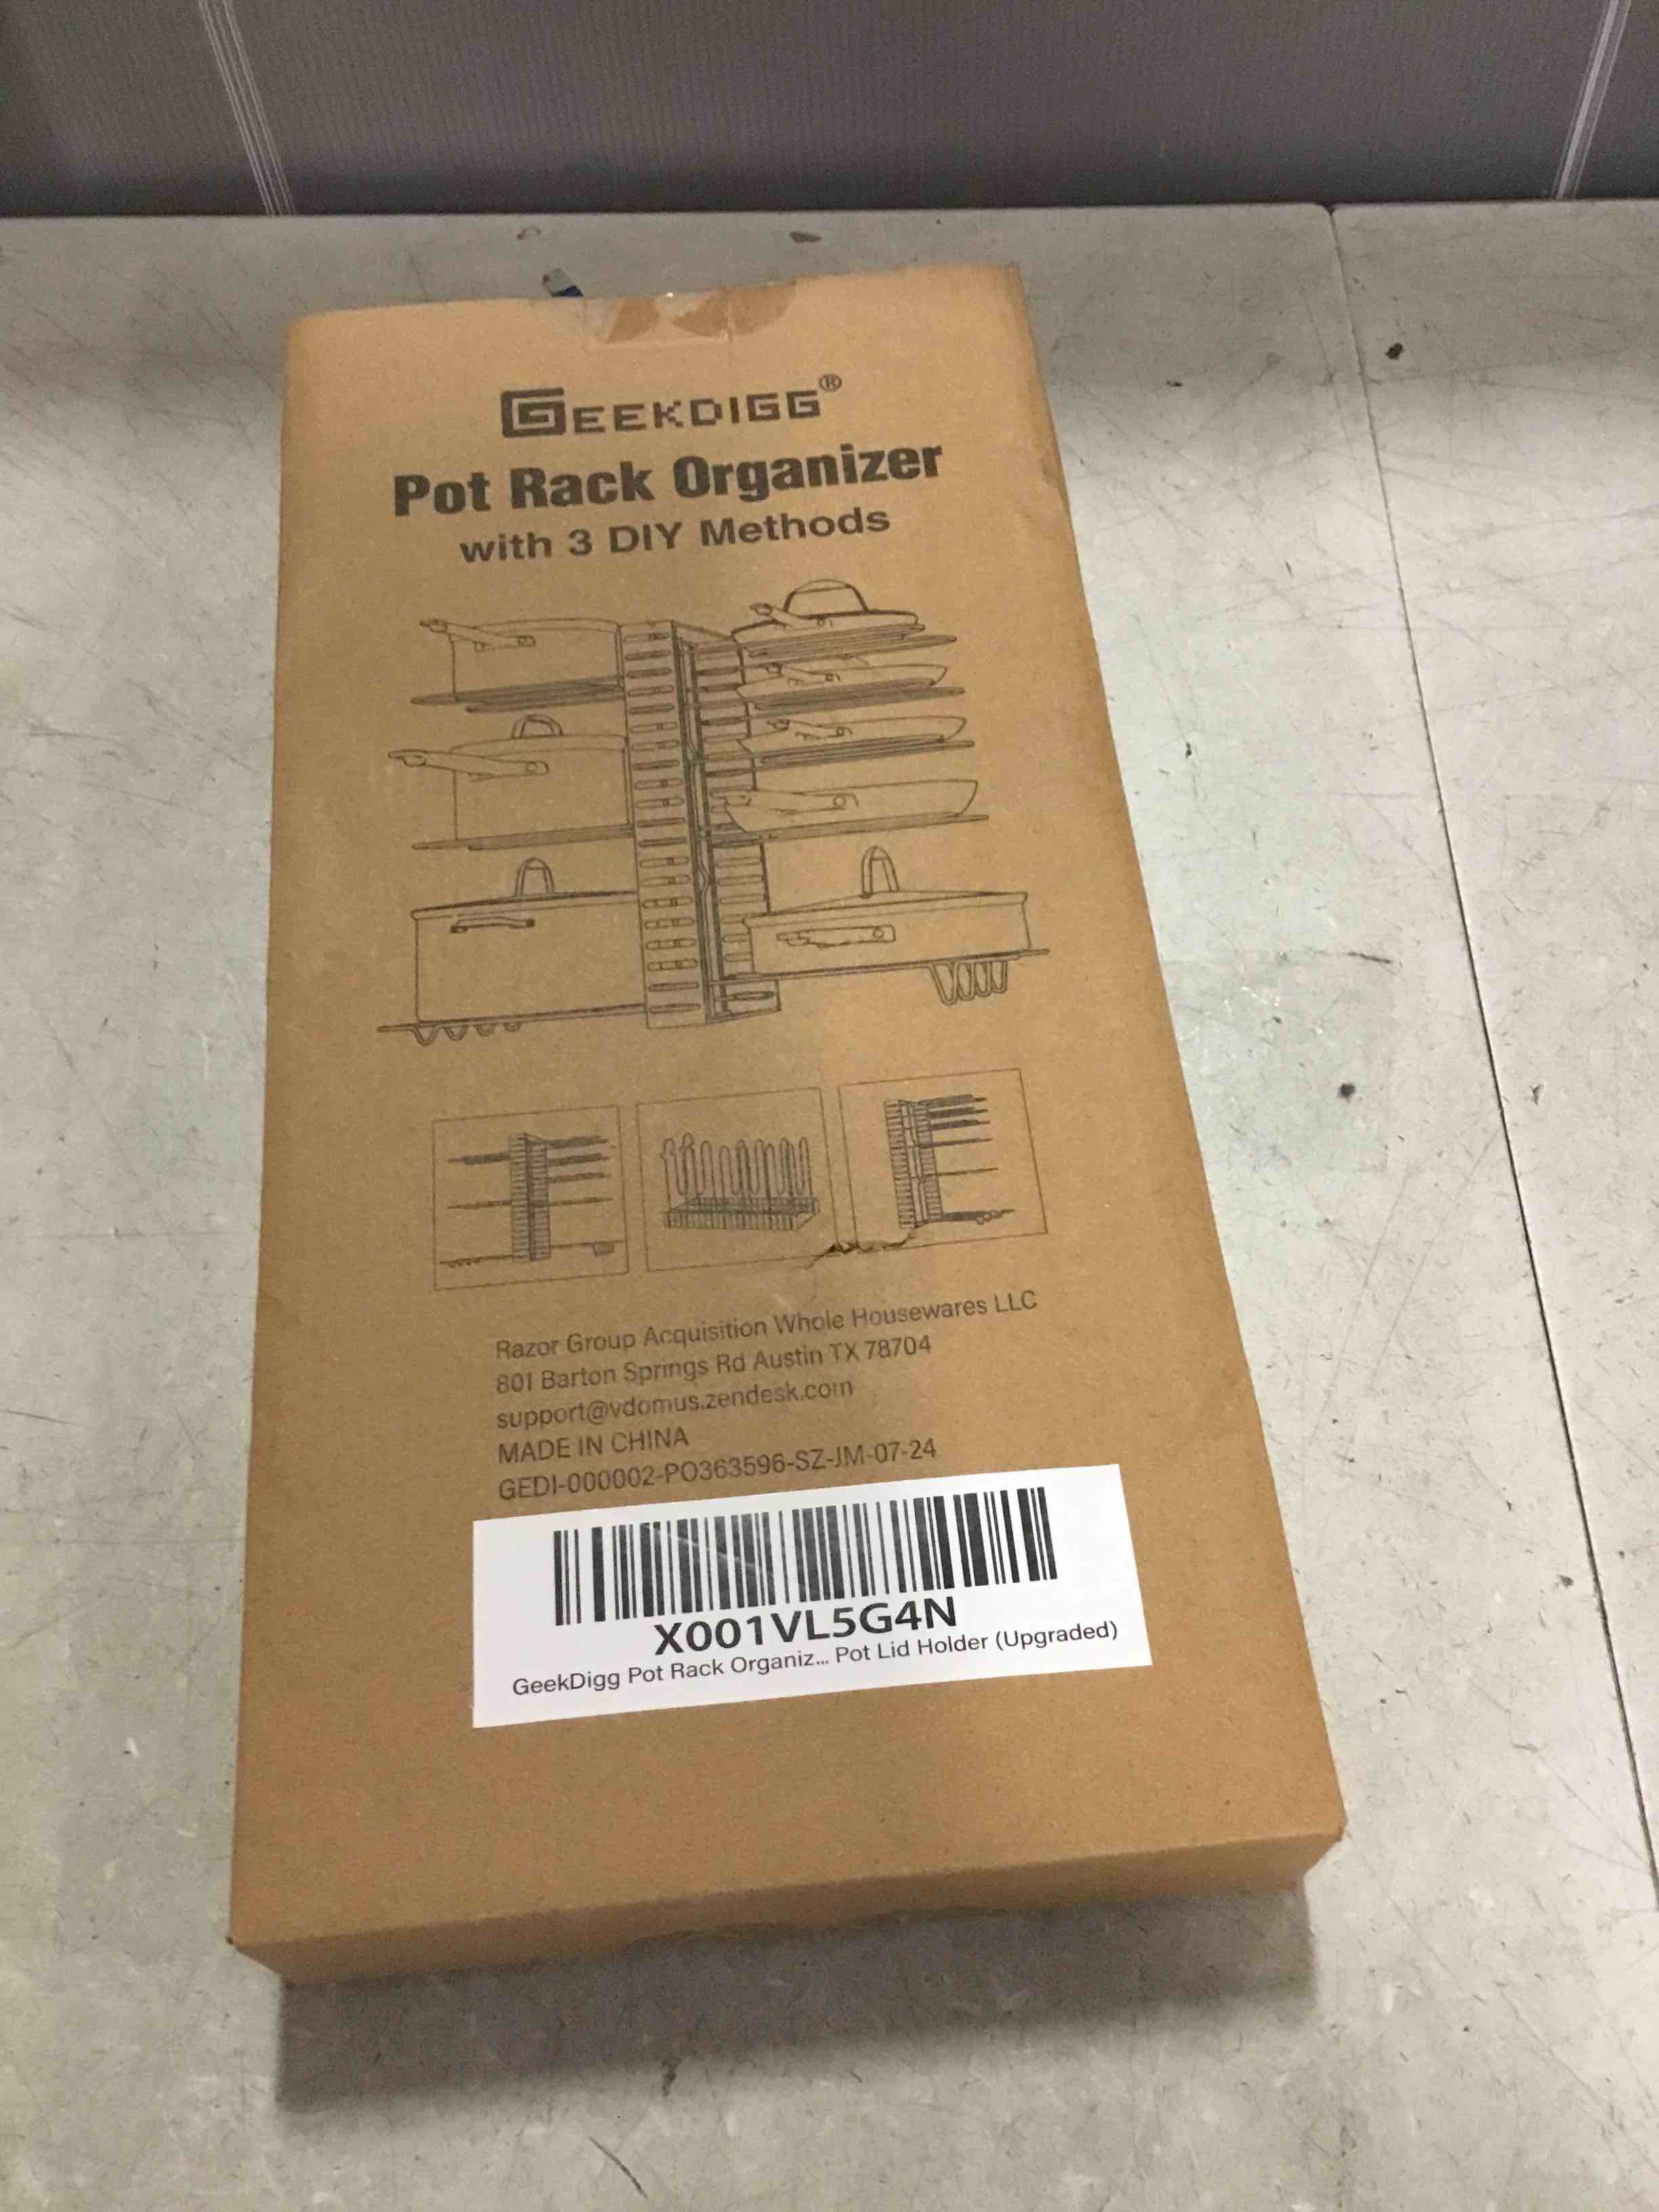 GEEKDIGG®
Pot Rack Organizer
with 3 DIY Methods
Razor Group Acquisition Whole Housewares LLC
801 Barton Springs Rd Austin TX 78704
support@vdomus.zendesk.com
MADE IN CHINA
GEDI-000002-PO363596-SZ-JM-07-24
X001VL5G4N
GeekDigg Pot Rack Organiz... Pot Lid Holder (Upgraded)